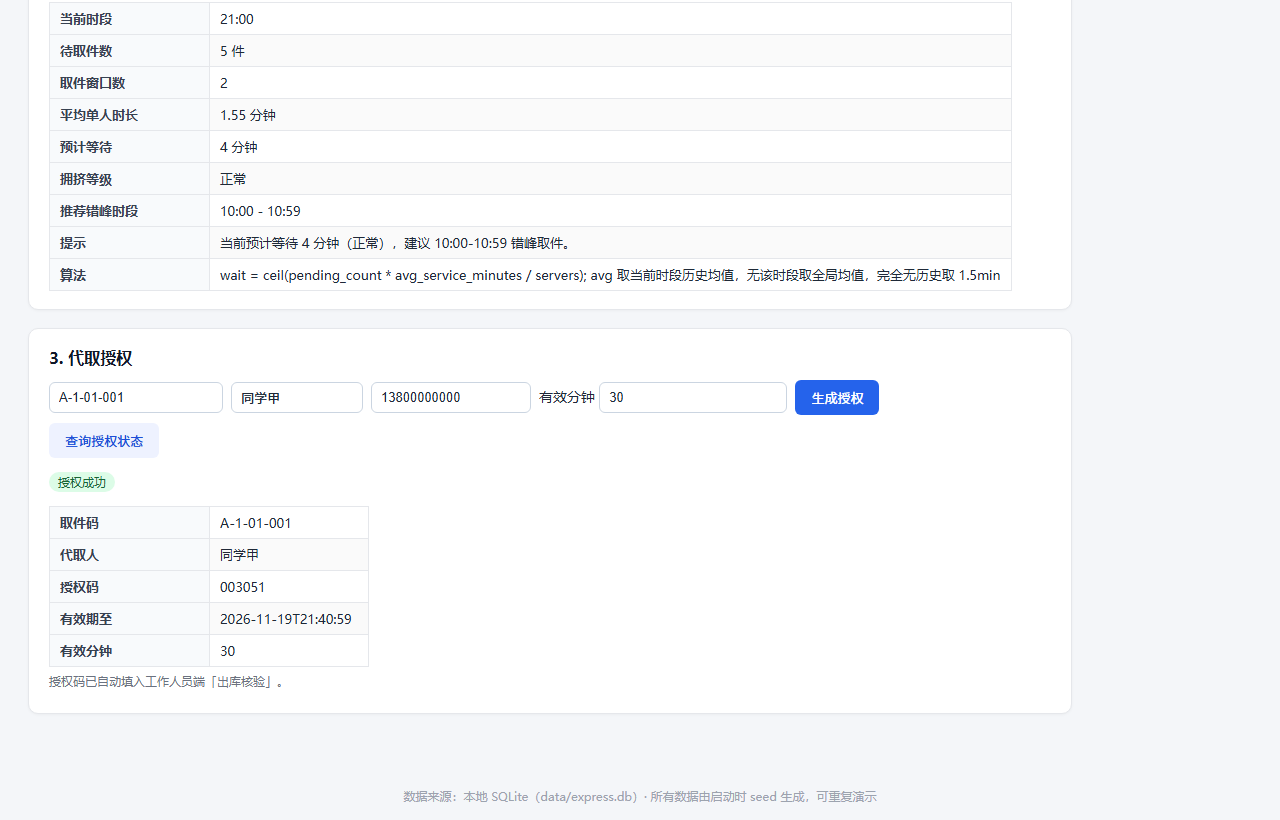 当前时段 21:00
待取件数 5 件
取件窗口数 2
平均单人时长 1.55 分钟
预计等待 4 分钟
拥挤等级 正常
推荐错峰时段 10:00 - 10:59
提示 当前预计等待 4 分钟（正常），建议 10:00-10:59 错峰取件。
算法 wait = ceil(pending_count * avg_service_minutes / servers); avg 取当前时段历史均值，无该时段取全局均值，完全无历史取 1.5min
3. 代取授权
A-1-01-001 同学甲 13800000000 有效分钟 30 生成授权
查询授权状态
授权成功
取件码 A-1-01-001
代取人 同学甲
授权码 003051
有效期至 2026-11-19T21:40:59
有效分钟 30
授权码已自动填入工作人员端「出库核验」。
数据来源：本地 SQLite（data/express.db）· 所有数据由启动时 seed 生成，可重复演示